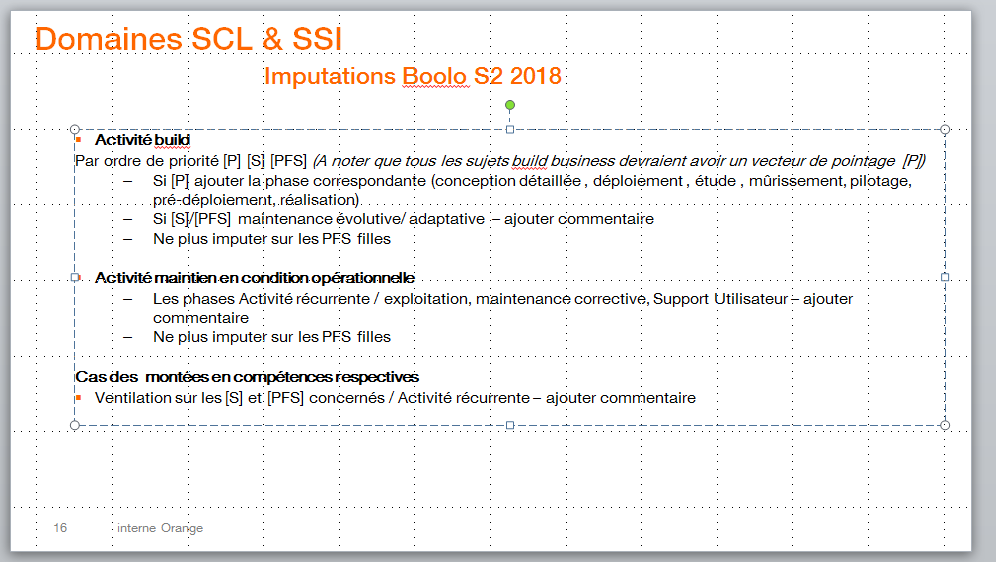 Domaines SCL & SSI
Imputations Boolo S2 2018
▪ Activité build
Par ordre de priorité [P] [S] [PFS] (A noter que tous les sujets build business devraient avoir un vecteur de pointage [P])
– Si [P] ajouter la phase correspondante (conception détaillée , déploiement , étude , mûrissement, pilotage,
pré-déploiement, réalisation)
– Si [S]/[PFS] maintenance évolutive/ adaptative – ajouter commentaire
– Ne plus imputer sur les PFS filles
▪ Activité maintien en condition opérationnelle
– Les phases Activité récurrente / exploitation, maintenance corrective, Support Utilisateur – ajouter
commentaire
– Ne plus imputer sur les PFS filles
Cas des montées en compétences respectives
▪ Ventilation sur les [S] et [PFS] concernés / Activité récurrente – ajouter commentaire
16 interne Orange